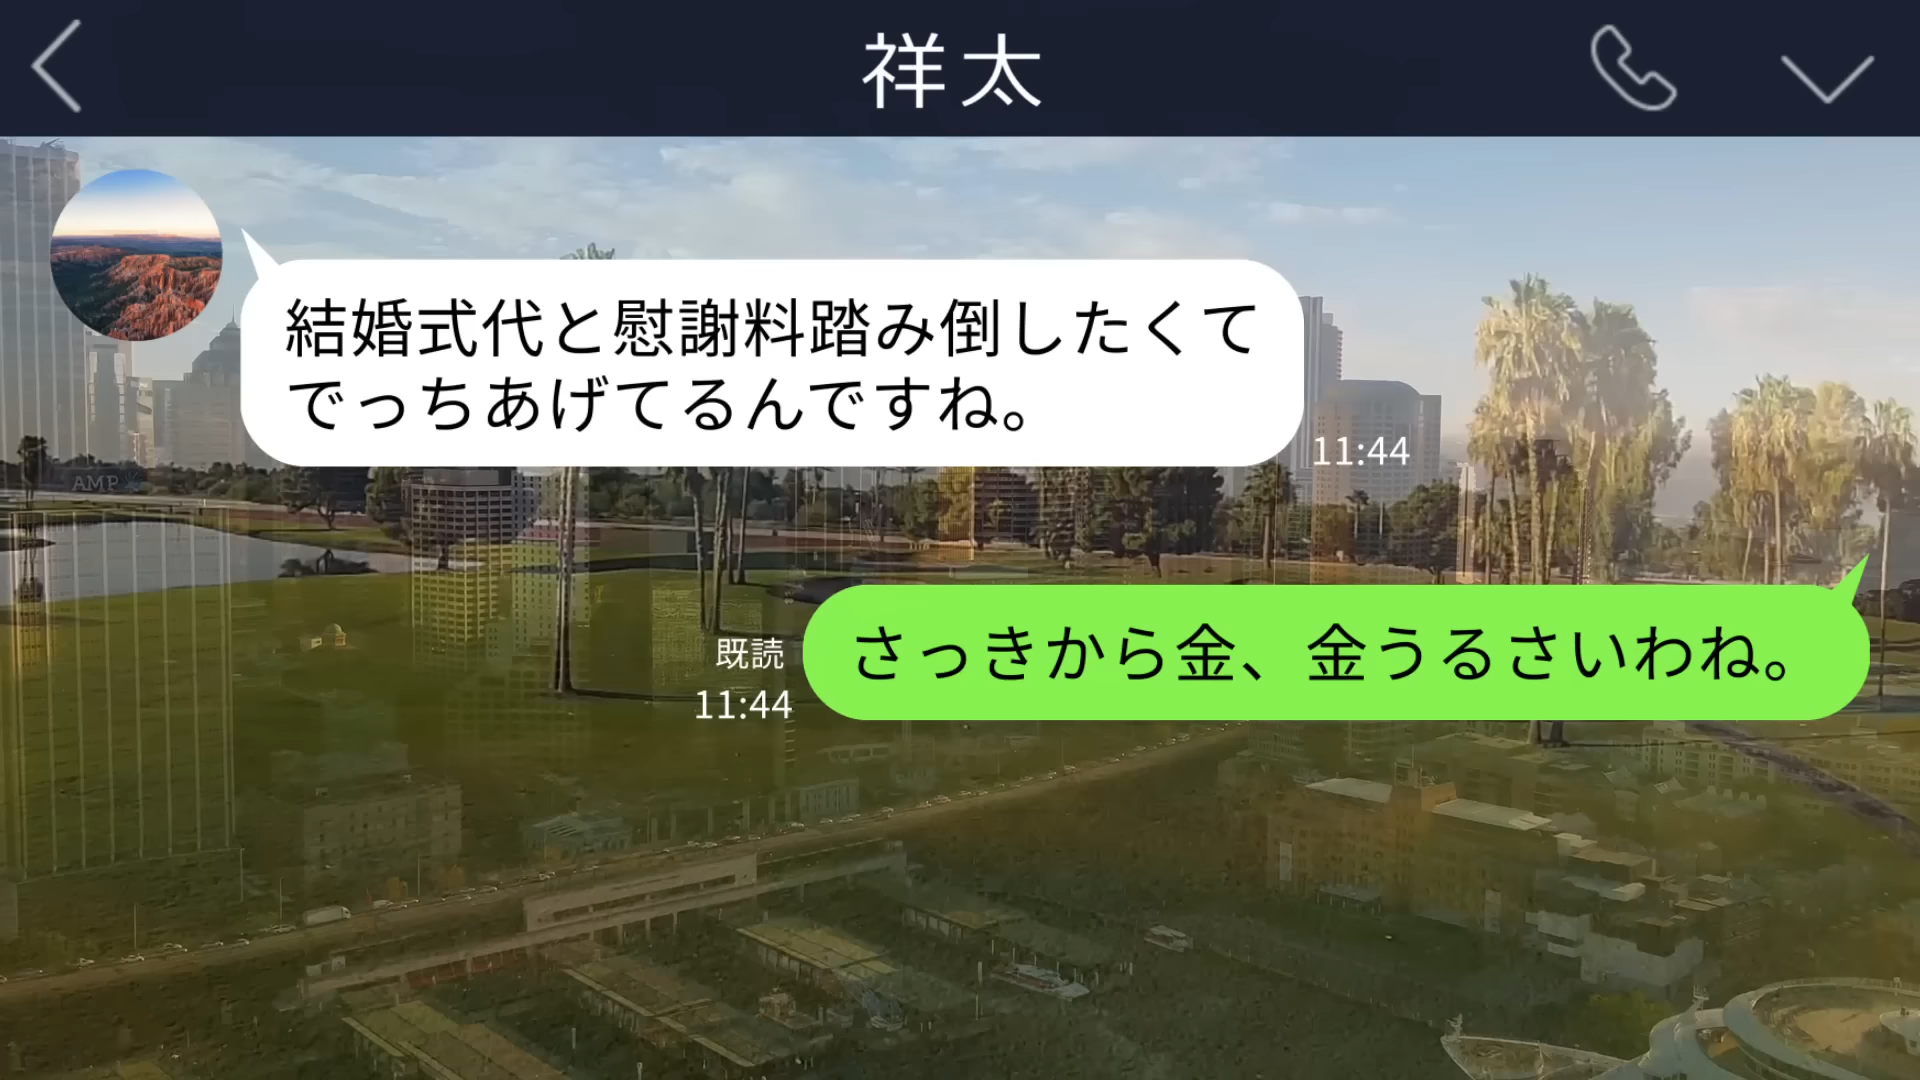 祥太
結婚式代と慰謝料踏み倒したくて
でっちあげてるんですね。
11:44
AMP
さっきから金、金うるさいわね。
既読
11:44